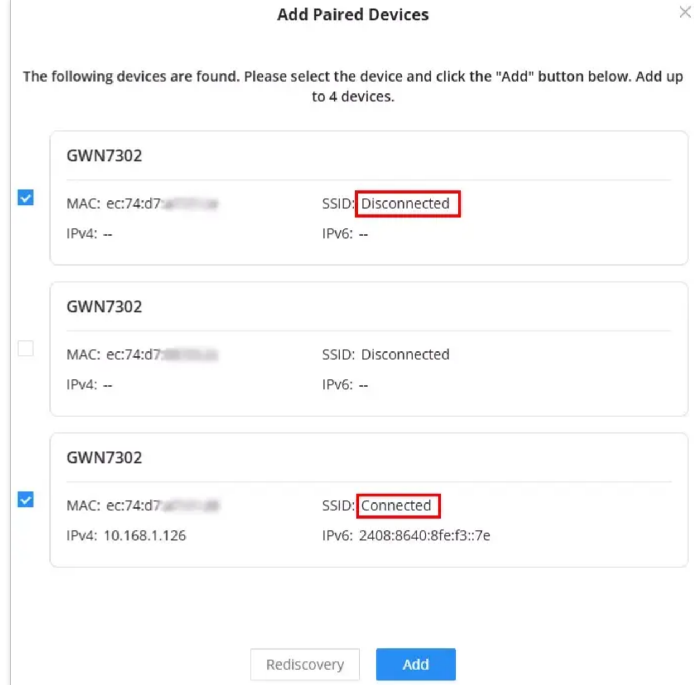 Add Paired Devices
The following devices are found. Please select the device and click the "Add" button below. Add up
to 4 devices.
GWN7302
MAC: ec:74:d7:
SSID: Disconnected
IPv4: --
IPv6: --
GWN7302
MAC: ec:74:d7:
SSID: Disconnected
IPv4: --
IPv6: --
GWN7302
MAC: ec:74:d7:
SSID: Connected
IPv4: 10.168.1.126
IPv6: 2408:8640:8fe:f3::7e
Rediscovery
Add